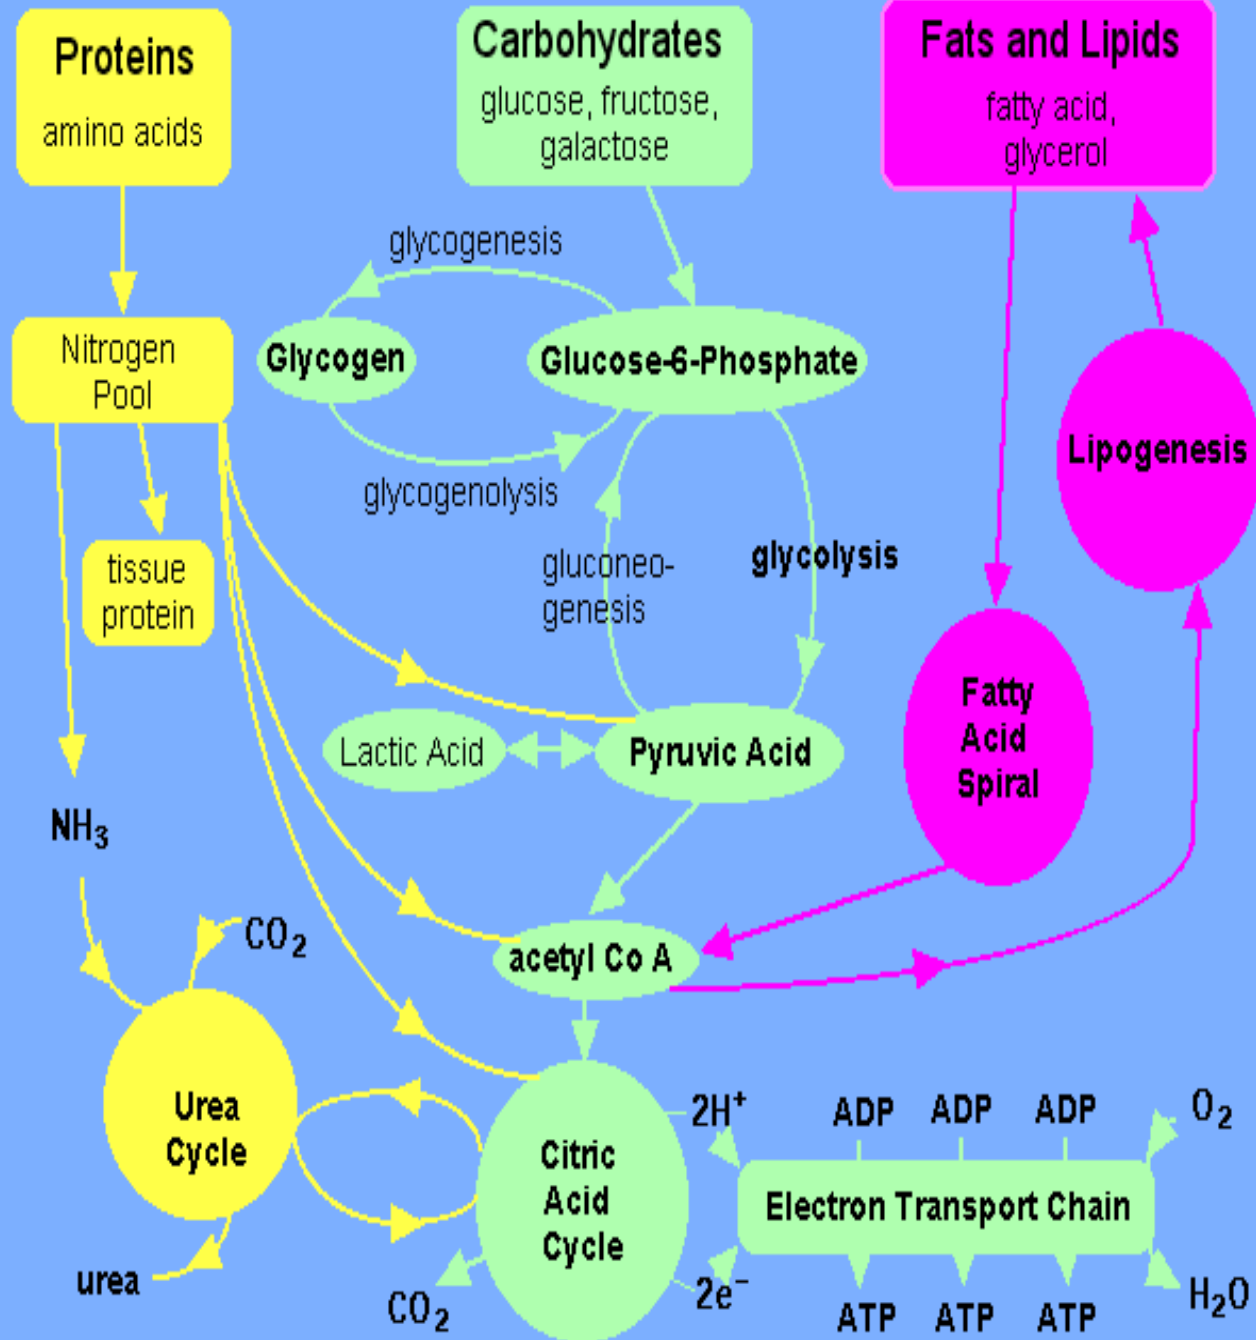 Proteins
amino acids
Carbohydrates
glucose, fructose,
galactose
Fats and Lipids
fatty acid,
glycerol
glycogenesis
Nitrogen
Pool
Glycogen
Glucose-6-Phosphate
Lipogenesis
glycogenolysis
tissue
protein
gluconeo-
genesis
glycolysis
Fatty
Acid
Spiral
Lactic Acid
Pyruvic Acid
NH₃
CO₂
acetyl Co A
Urea
Cycle
Citric
Acid
Cycle
2H⁺
ADP ADP ADP
O₂
Electron Transport Chain
urea
CO₂
2e⁻
ATP ATP ATP
H₂O